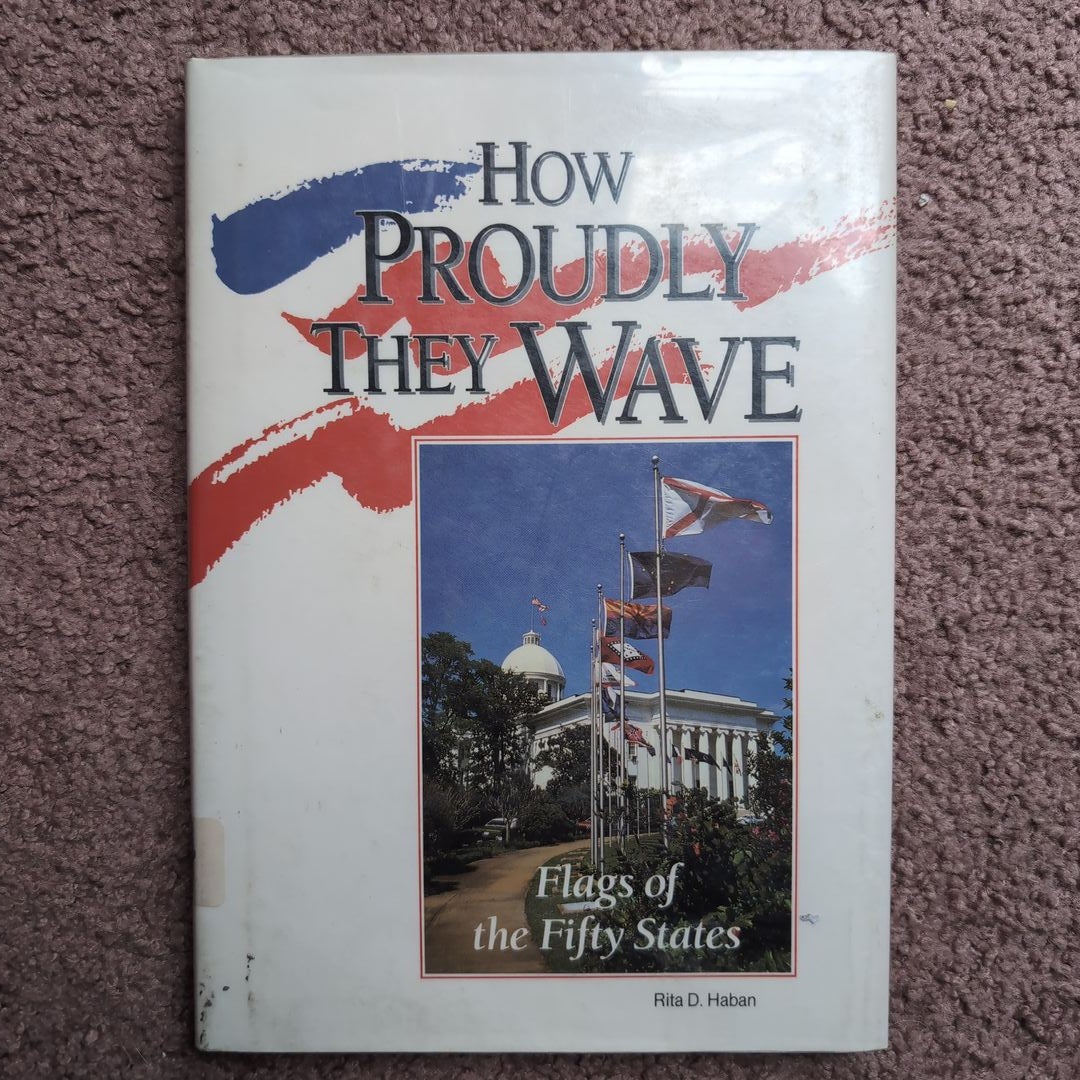 How
Proudly
They Wave
Flags of
the Fifty States
Rita D. Haban